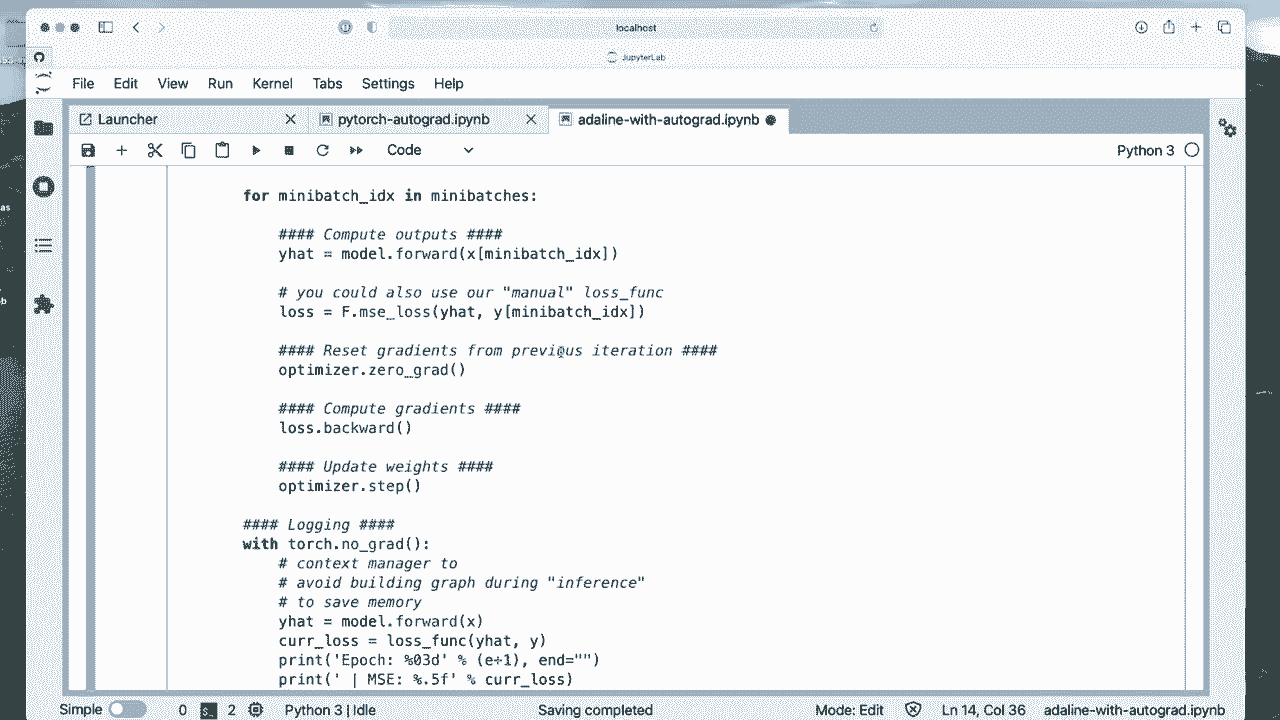 localhost
JupyterLab
File Edit View Run Kernel Tabs Settings Help
Launcher pytorch-autograd.ipynb adaline-with-autograd.ipynb
Code Python 3
for minibatch_idx in minibatches:
#### Compute outputs ####
yhat = model.forward(x[minibatch_idx])
# you could also use our "manual" loss_func
loss = F.mse_loss(yhat, y[minibatch_idx])
#### Reset gradients from previous iteration ####
optimizer.zero_grad()
#### Compute gradients ####
loss.backward()
#### Update weights ####
optimizer.step()
#### Logging ####
with torch.no_grad():
# context manager to
# avoid building graph during "inference"
# to save memory
yhat = model.forward(x)
curr_loss = loss_func(yhat, y)
print('Epoch: %03d' % (e+1), end="")
print(' | MSE: %.5f' % curr_loss)
Simple 0 2 Python 3 | Idle Saving completed Mode: Edit Ln 14, Col 36 adaline-with-autograd.ipynb